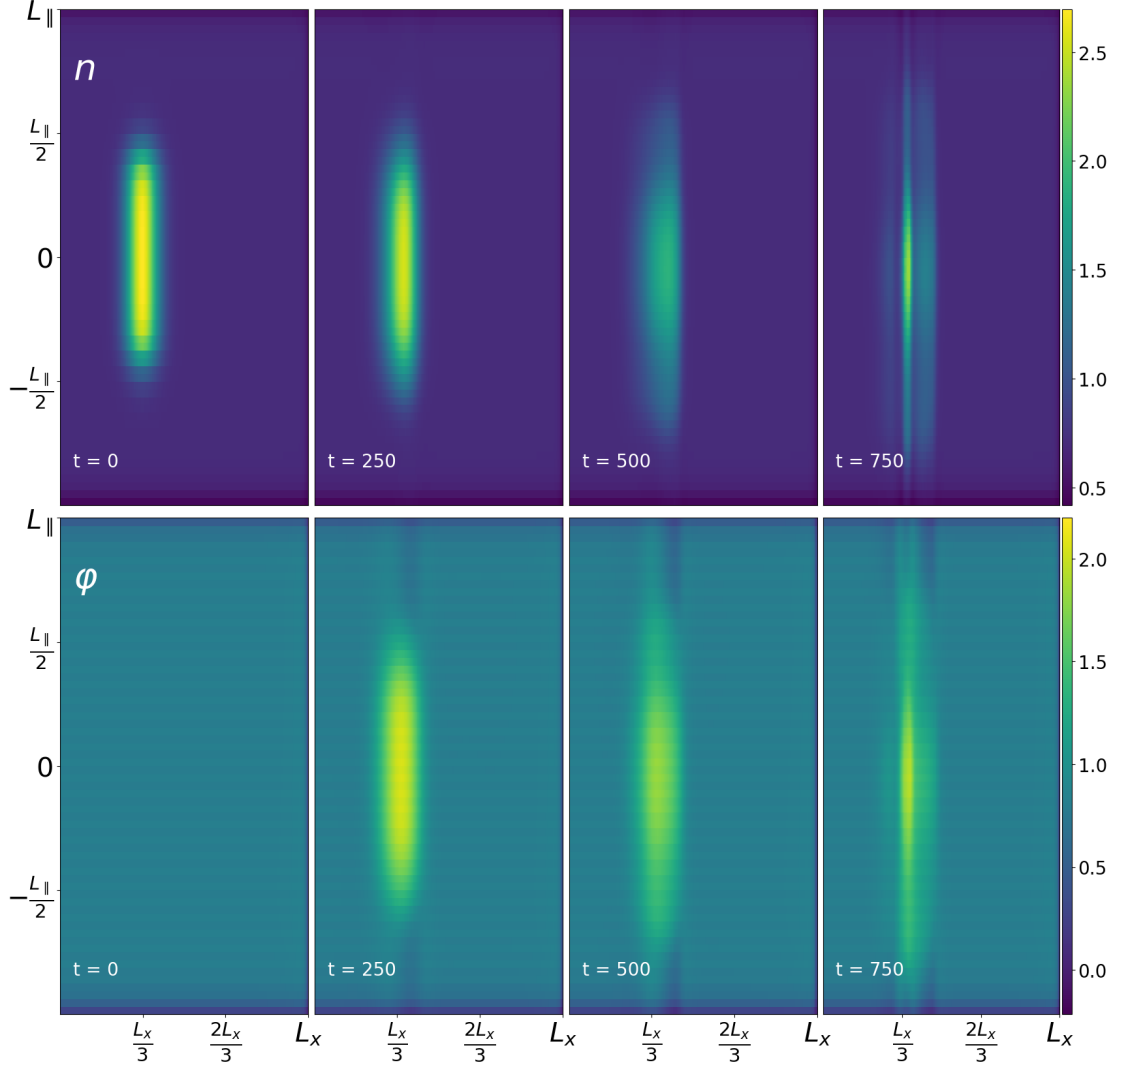 L∥
n
L∥/2
0
−L∥/2
t = 0
t = 250
t = 500
t = 750
2.5
2.0
1.5
1.0
0.5
L∥
φ
L∥/2
0
−L∥/2
t = 0
t = 250
t = 500
t = 750
2.0
1.5
1.0
0.5
0.0
Lx/3 2Lx/3 Lx Lx/3 2Lx/3 Lx Lx/3 2Lx/3 Lx Lx/3 2Lx/3 Lx